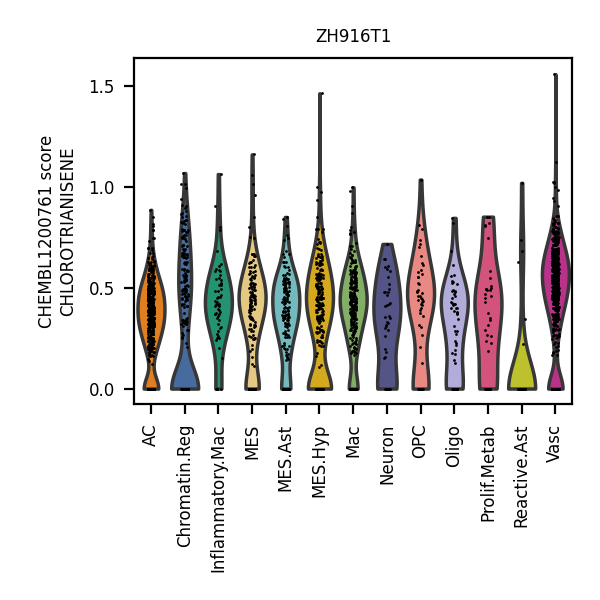 ZH916T1
CHEMBL1200761 score
CHLOROTRIANISENE
1.5
1.0
0.5
0.0
AC
Chromatin.Reg
Inflammatory.Mac
MES
MES.Ast
MES.Hyp
Mac
Neuron
OPC
Oligo
Prolif.Metab
Reactive.Ast
Vasc